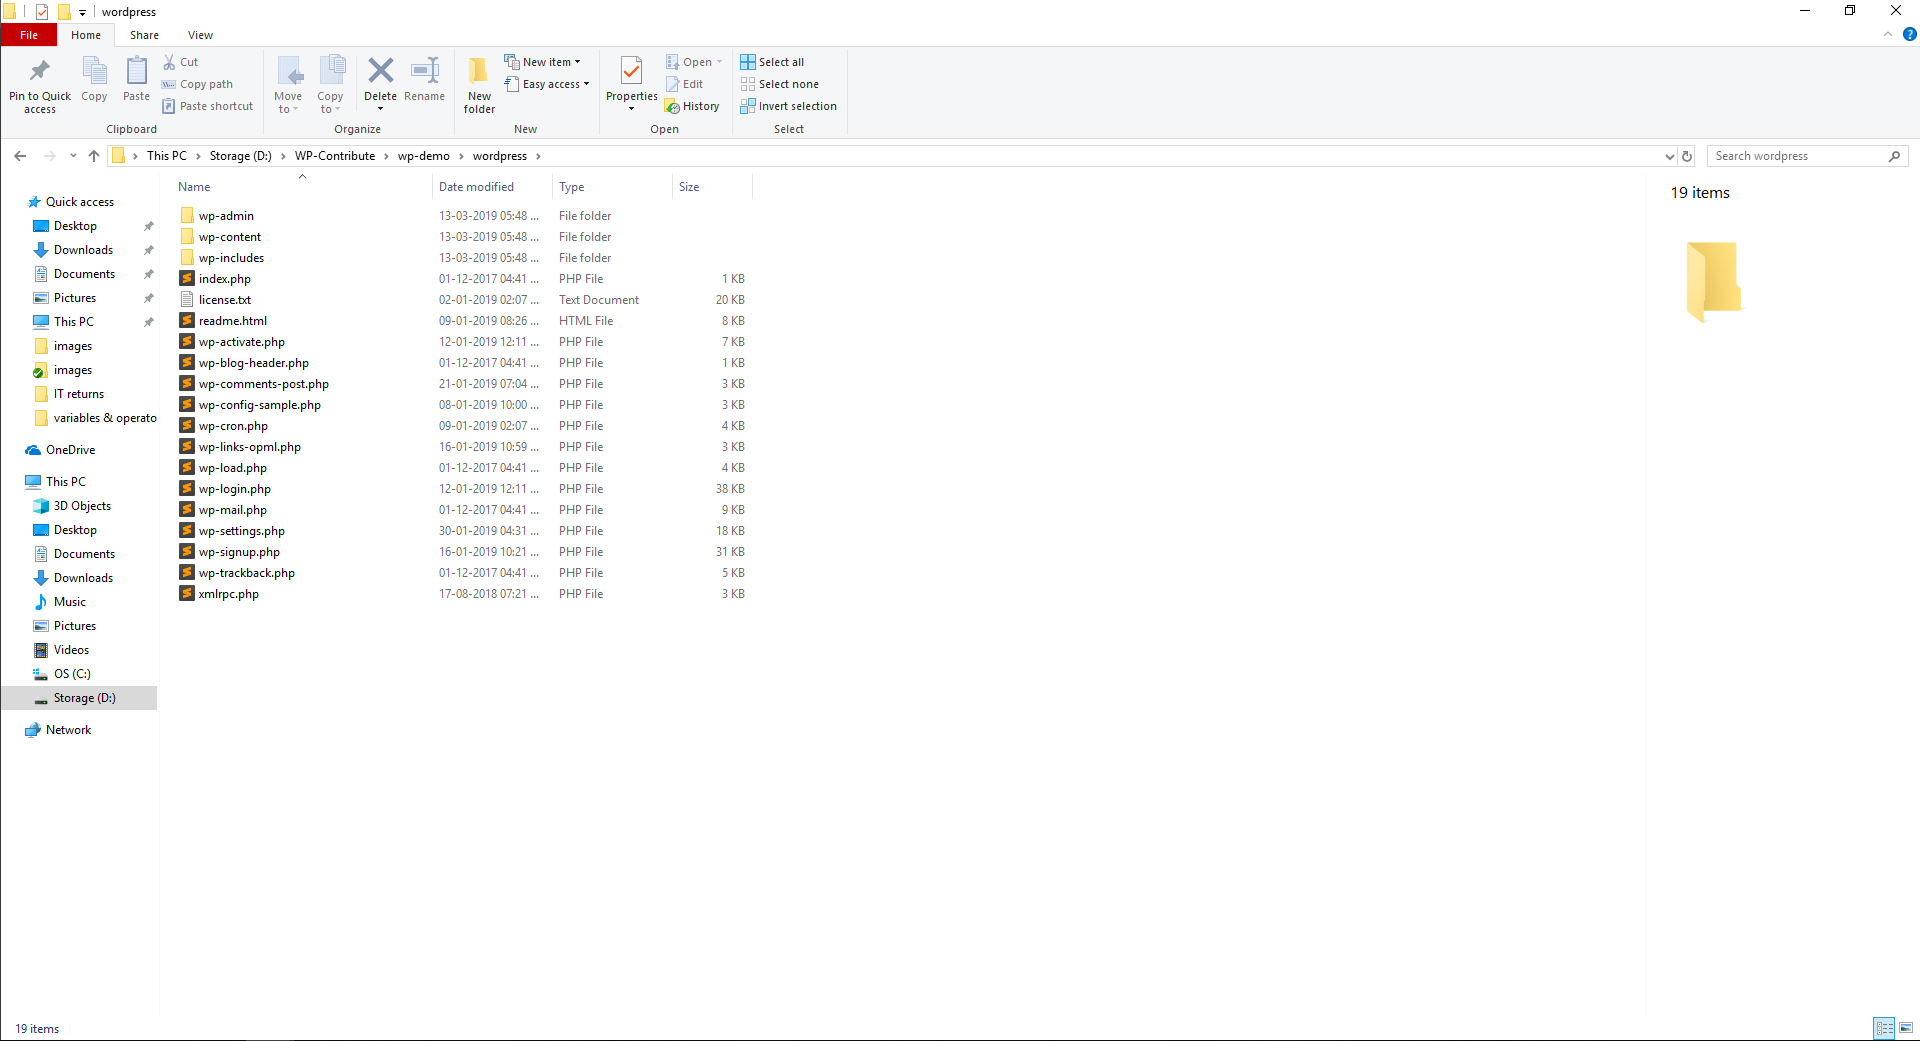 wordpress
File Home Share View
Pin to Quick access
Copy
Paste
Cut
Copy path
Paste shortcut
Clipboard
Move to
Copy to
Delete
Rename
Organize
New folder
New item
Easy access
New
Properties
Open
Edit
History
Open
Select all
Select none
Invert selection
Select
This PC Storage (D:) WP-Contribute wp-demo wordpress
Search wordpress
Quick access
Desktop
Downloads
Documents
Pictures
This PC
images
images
IT returns
variables & operato
OneDrive
This PC
3D Objects
Desktop
Documents
Downloads
Music
Pictures
Videos
OS (C:)
Storage (D:)
Network
Name Date modified Type Size
wp-admin 13-03-2019 05:48 ... File folder
wp-content 13-03-2019 05:48 ... File folder
wp-includes 13-03-2019 05:48 ... File folder
index.php 01-12-2017 04:41 ... PHP File 1 KB
license.txt 02-01-2019 02:07 ... Text Document 20 KB
readme.html 09-01-2019 08:26 ... HTML File 8 KB
wp-activate.php 12-01-2019 12:11 ... PHP File 7 KB
wp-blog-header.php 01-12-2017 04:41 ... PHP File 1 KB
wp-comments-post.php 21-01-2019 07:04 ... PHP File 3 KB
wp-config-sample.php 08-01-2019 10:00 ... PHP File 3 KB
wp-cron.php 09-01-2019 02:07 ... PHP File 4 KB
wp-links-opml.php 16-01-2019 10:59 ... PHP File 3 KB
wp-load.php 01-12-2017 04:41 ... PHP File 4 KB
wp-login.php 12-01-2019 12:11 ... PHP File 38 KB
wp-mail.php 01-12-2017 04:41 ... PHP File 9 KB
wp-settings.php 30-01-2019 04:31 ... PHP File 18 KB
wp-signup.php 16-01-2019 10:21 ... PHP File 31 KB
wp-trackback.php 01-12-2017 04:41 ... PHP File 5 KB
xmlrpc.php 17-08-2018 07:21 ... PHP File 3 KB
19 items
19 items